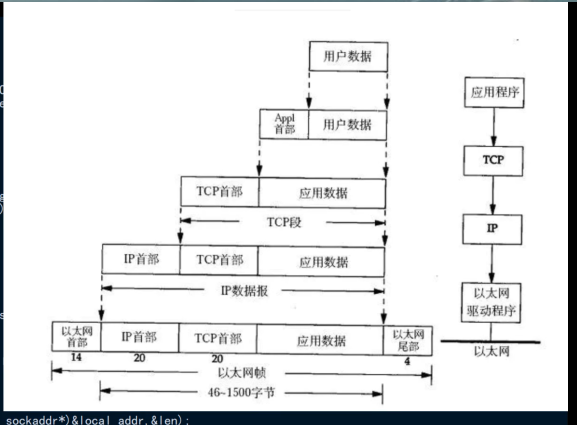 用户数据
Appl
首部
用户数据
TCP首部
应用数据
TCP段
IP首部
TCP首部
应用数据
IP数据报
以太网
首部
IP首部
TCP首部
应用数据
以太网
尾部
14
20
20
4
以太网帧
46~1500字节
应用程序
TCP
IP
以太网
驱动程序
以太网
sockaddr*)&local_addr,&len);